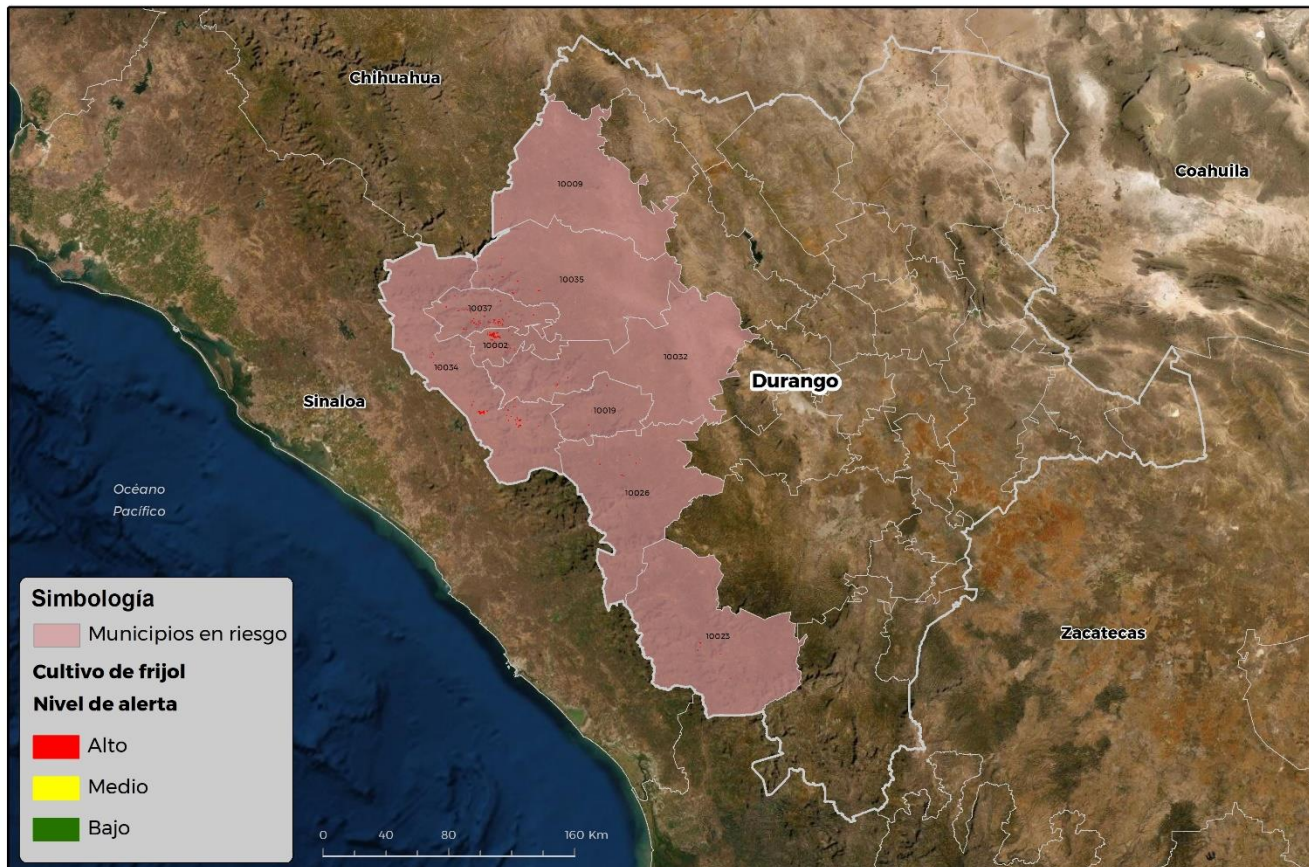 Chihuahua
Coahuila
10009
10035
10037
10002
10032
10034
Durango
Sinaloa
10019
Océano
Pacífico
10026
Simbología
Municipios en riesgo
Cultivo de frijol
Nivel de alerta
Alto
Medio
Bajo
10023
Zacatecas
0 40 80 160 Km